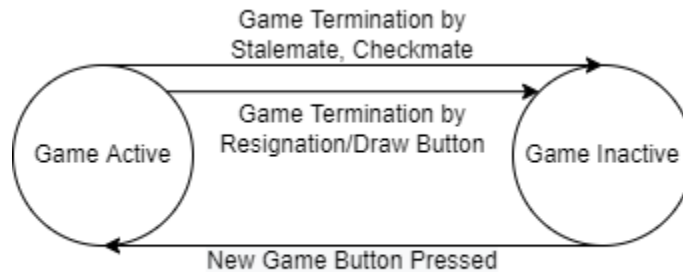 Game Termination by
Stalemate, Checkmate
Game Termination by
Resignation/Draw Button
Game Active
Game Inactive
New Game Button Pressed